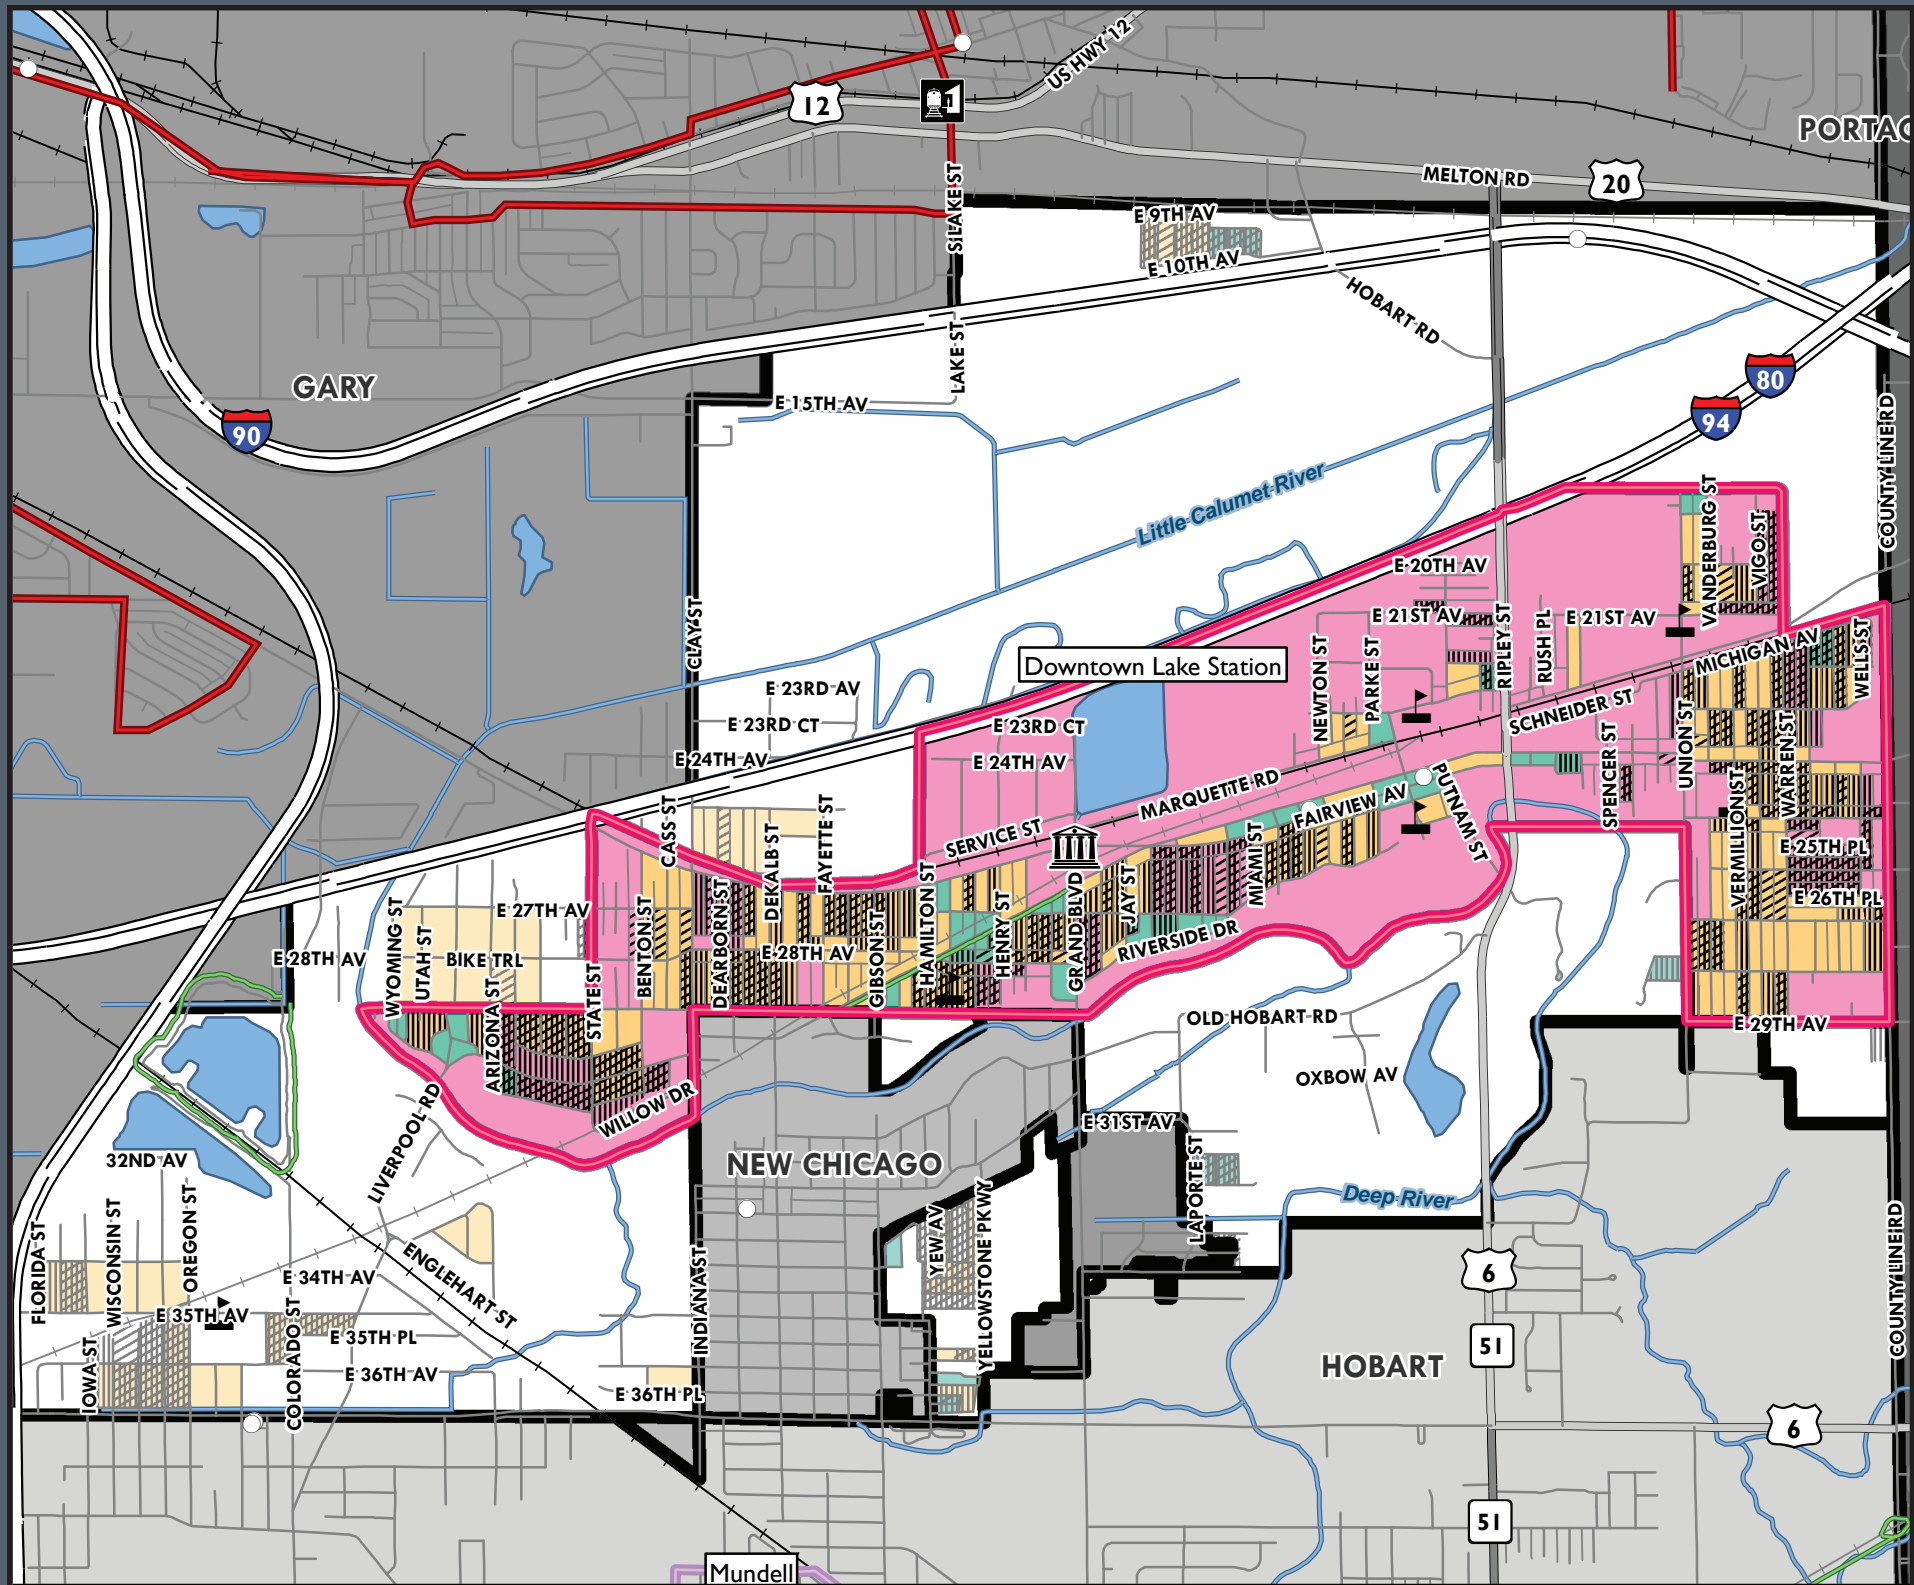 US HWY 12
12
PORTAG
MELTON RD
20
S LAKE ST
E 9TH AV
E 10TH AV
HOBART RD
LAKE ST
GARY
90
E 15TH AV
80
94
COUNTY LINE RD
Little Calumet River
VANDERBURG ST
VIGO ST
E 20TH AV
E 21ST AV
E 21ST AV
RIPLEY ST
RUSH PL
CLAY ST
Downtown Lake Station
NEWTON ST
PARKE ST
MICHIGAN AV
WELLS ST
E 23RD AV
E 23RD CT
E 23RD CT
SCHNEIDER ST
E 24TH AV
E 24TH AV
UNION ST
WARREN ST
SPENCER ST
MARQUETTE RD
FAIRVIEW AV
PUTNAM ST
VERMILLION ST
CASS ST
FAYETTE ST
DEKALB ST
SERVICE ST
MIAMI ST
E 25TH PL
E 26TH PL
E 27TH AV
WYOMING ST
UTAH ST
BENTON ST
DEARBORN ST
GIBSON ST
HAMILTON ST
HENRY ST
GRAND BLVD
JAY ST
RIVERSIDE DR
E 28TH AV
E 28TH AV
BIKE TRL
STATE ST
ARIZONA ST
OLD HOBART RD
E 29TH AV
OXBOW AV
WILLOW DR
LIVERPOOL RD
E 31ST AV
LAPORTE ST
32ND AV
NEW CHICAGO
Deep River
FLORIDA ST
WISCONSIN ST
OREGON ST
YEW AV
YELLOWSTONE PKWY
COUNTY LINE RD
ENGLEHART ST
E 34TH AV
INDIANA ST
6
E 35TH AV
E 35TH PL
COLORADO ST
IOWA ST
E 36TH AV
E 36TH PL
51
HOBART
6
51
Mundell